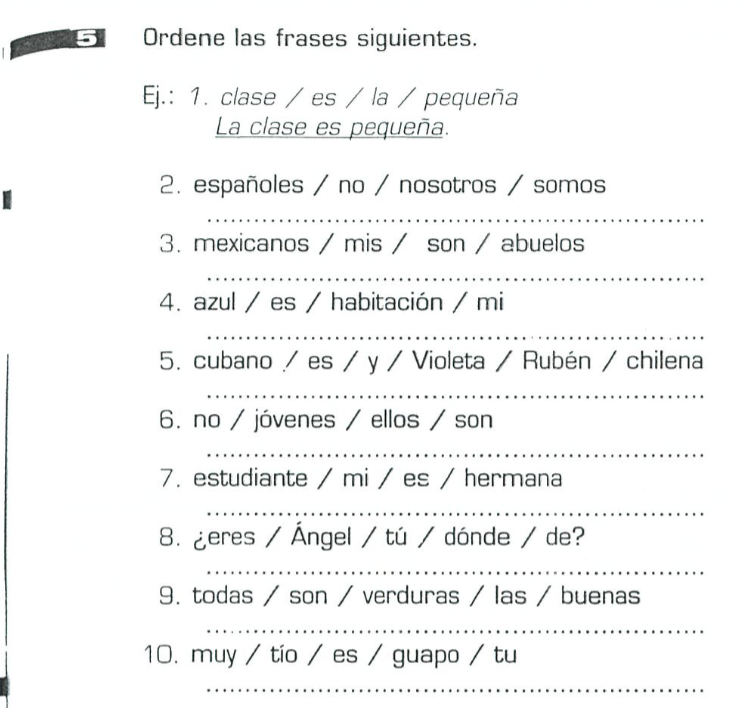 5 Ordene las frases siguientes.
Ej.: 1. clase / es / la / pequeña
La clase es pequeña.
2. españoles / no / nosotros / somos
3. mexicanos / mis / son / abuelos
4. azul / es / habitación / mi
5. cubano / es / y / Violeta / Rubén / chilena
6. no / jóvenes / ellos / son
7. estudiante / mi / es / hermana
8. ¿eres / Ángel / tú / dónde / de?
9. todas / son / verduras / las / buenas
10. muy / tío / es / guapo / tu